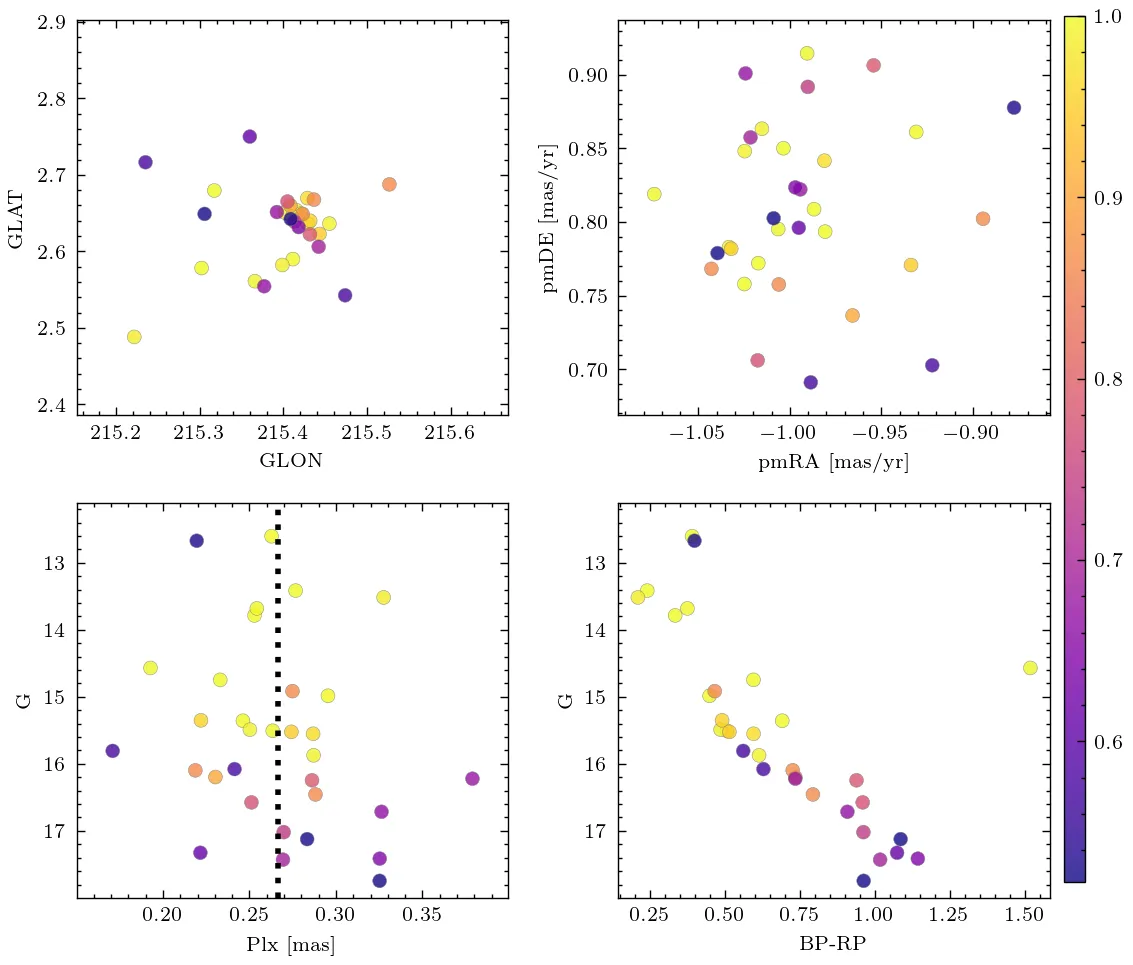 2.9
2.8
2.7
2.6
2.5
2.4
GLAT
215.2 215.3 215.4 215.5 215.6
GLON
0.90
0.85
0.80
0.75
0.70
pmDE [mas/yr]
−1.05 −1.00 −0.95 −0.90
pmRA [mas/yr]
1.0
0.9
0.8
0.7
0.6
13
14
15
16
17
G
0.20 0.25 0.30 0.35
Plx [mas]
13
14
15
16
17
G
0.25 0.50 0.75 1.00 1.25 1.50
BP-RP